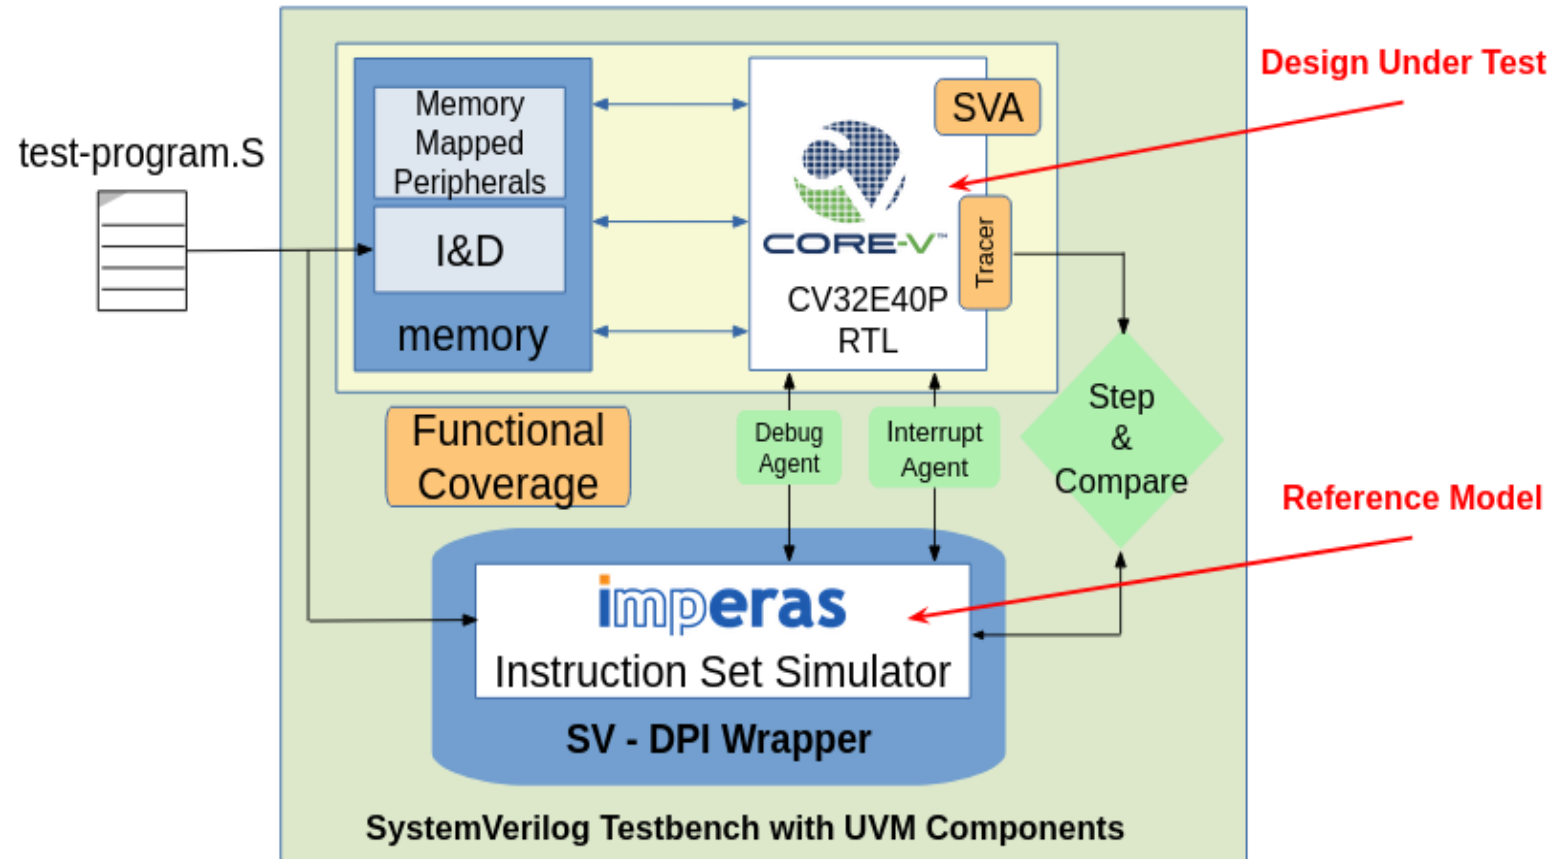 Design Under Test
test-program.S
Memory
Mapped
Peripherals
I&D
memory
SVA
CORE-V™
Tracer
CV32E40P
RTL
Functional
Coverage
Debug
Agent
Interrupt
Agent
Step
&
Compare
Reference Model
imperas
Instruction Set Simulator
SV - DPI Wrapper
SystemVerilog Testbench with UVM Components